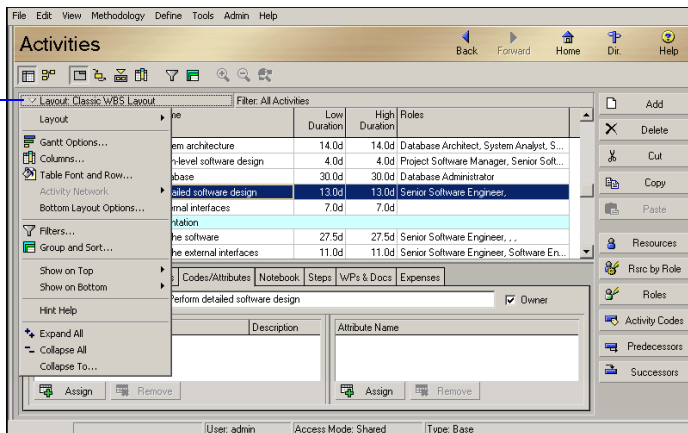 File Edit View Methodology Define Tools Admin Help
Activities
Back Forward Home Dir. Help
Layout: Classic WBS Layout Filter: All Activities
Layout
Gantt Options...
Columns...
Table Font and Row...
Activity Network
Bottom Layout Options...
Filters...
Group and Sort...
Show on Top
Show on Bottom
Hint Help
Expand All
Collapse All
Collapse To...
Low Duration High Duration Roles
architecture 14.0d 14.0d Database Architect, System Analyst, S...
-level software design 4.0d 4.0d Project Software Manager, Senior Soft...
abase 30.0d 30.0d Database Administrator
ailed software design 13.0d 13.0d Senior Software Engineer,
ernal interfaces 7.0d 7.0d
ntation
he software 27.5d 27.5d Senior Software Engineer, , ,
he external interfaces 11.0d 11.0d Senior Software Engineer, Software En...
Codes/Attributes Notebook Steps WPs & Docs Expenses
Perform detailed software design Owner
Description Attribute Name
Assign Remove Assign Remove
Add
Delete
Cut
Copy
Paste
Resources
Rsrc by Role
Roles
Activity Codes
Predecessors
Successors
User: admin Access Mode: Shared Type: Base